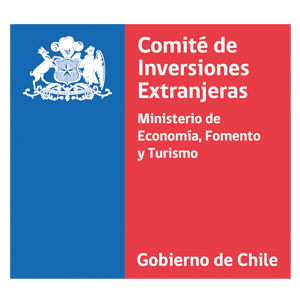 Comité de
Inversiones
Extranjeras
Ministerio de
Economía, Fomento
y Turismo
Gobierno de Chile